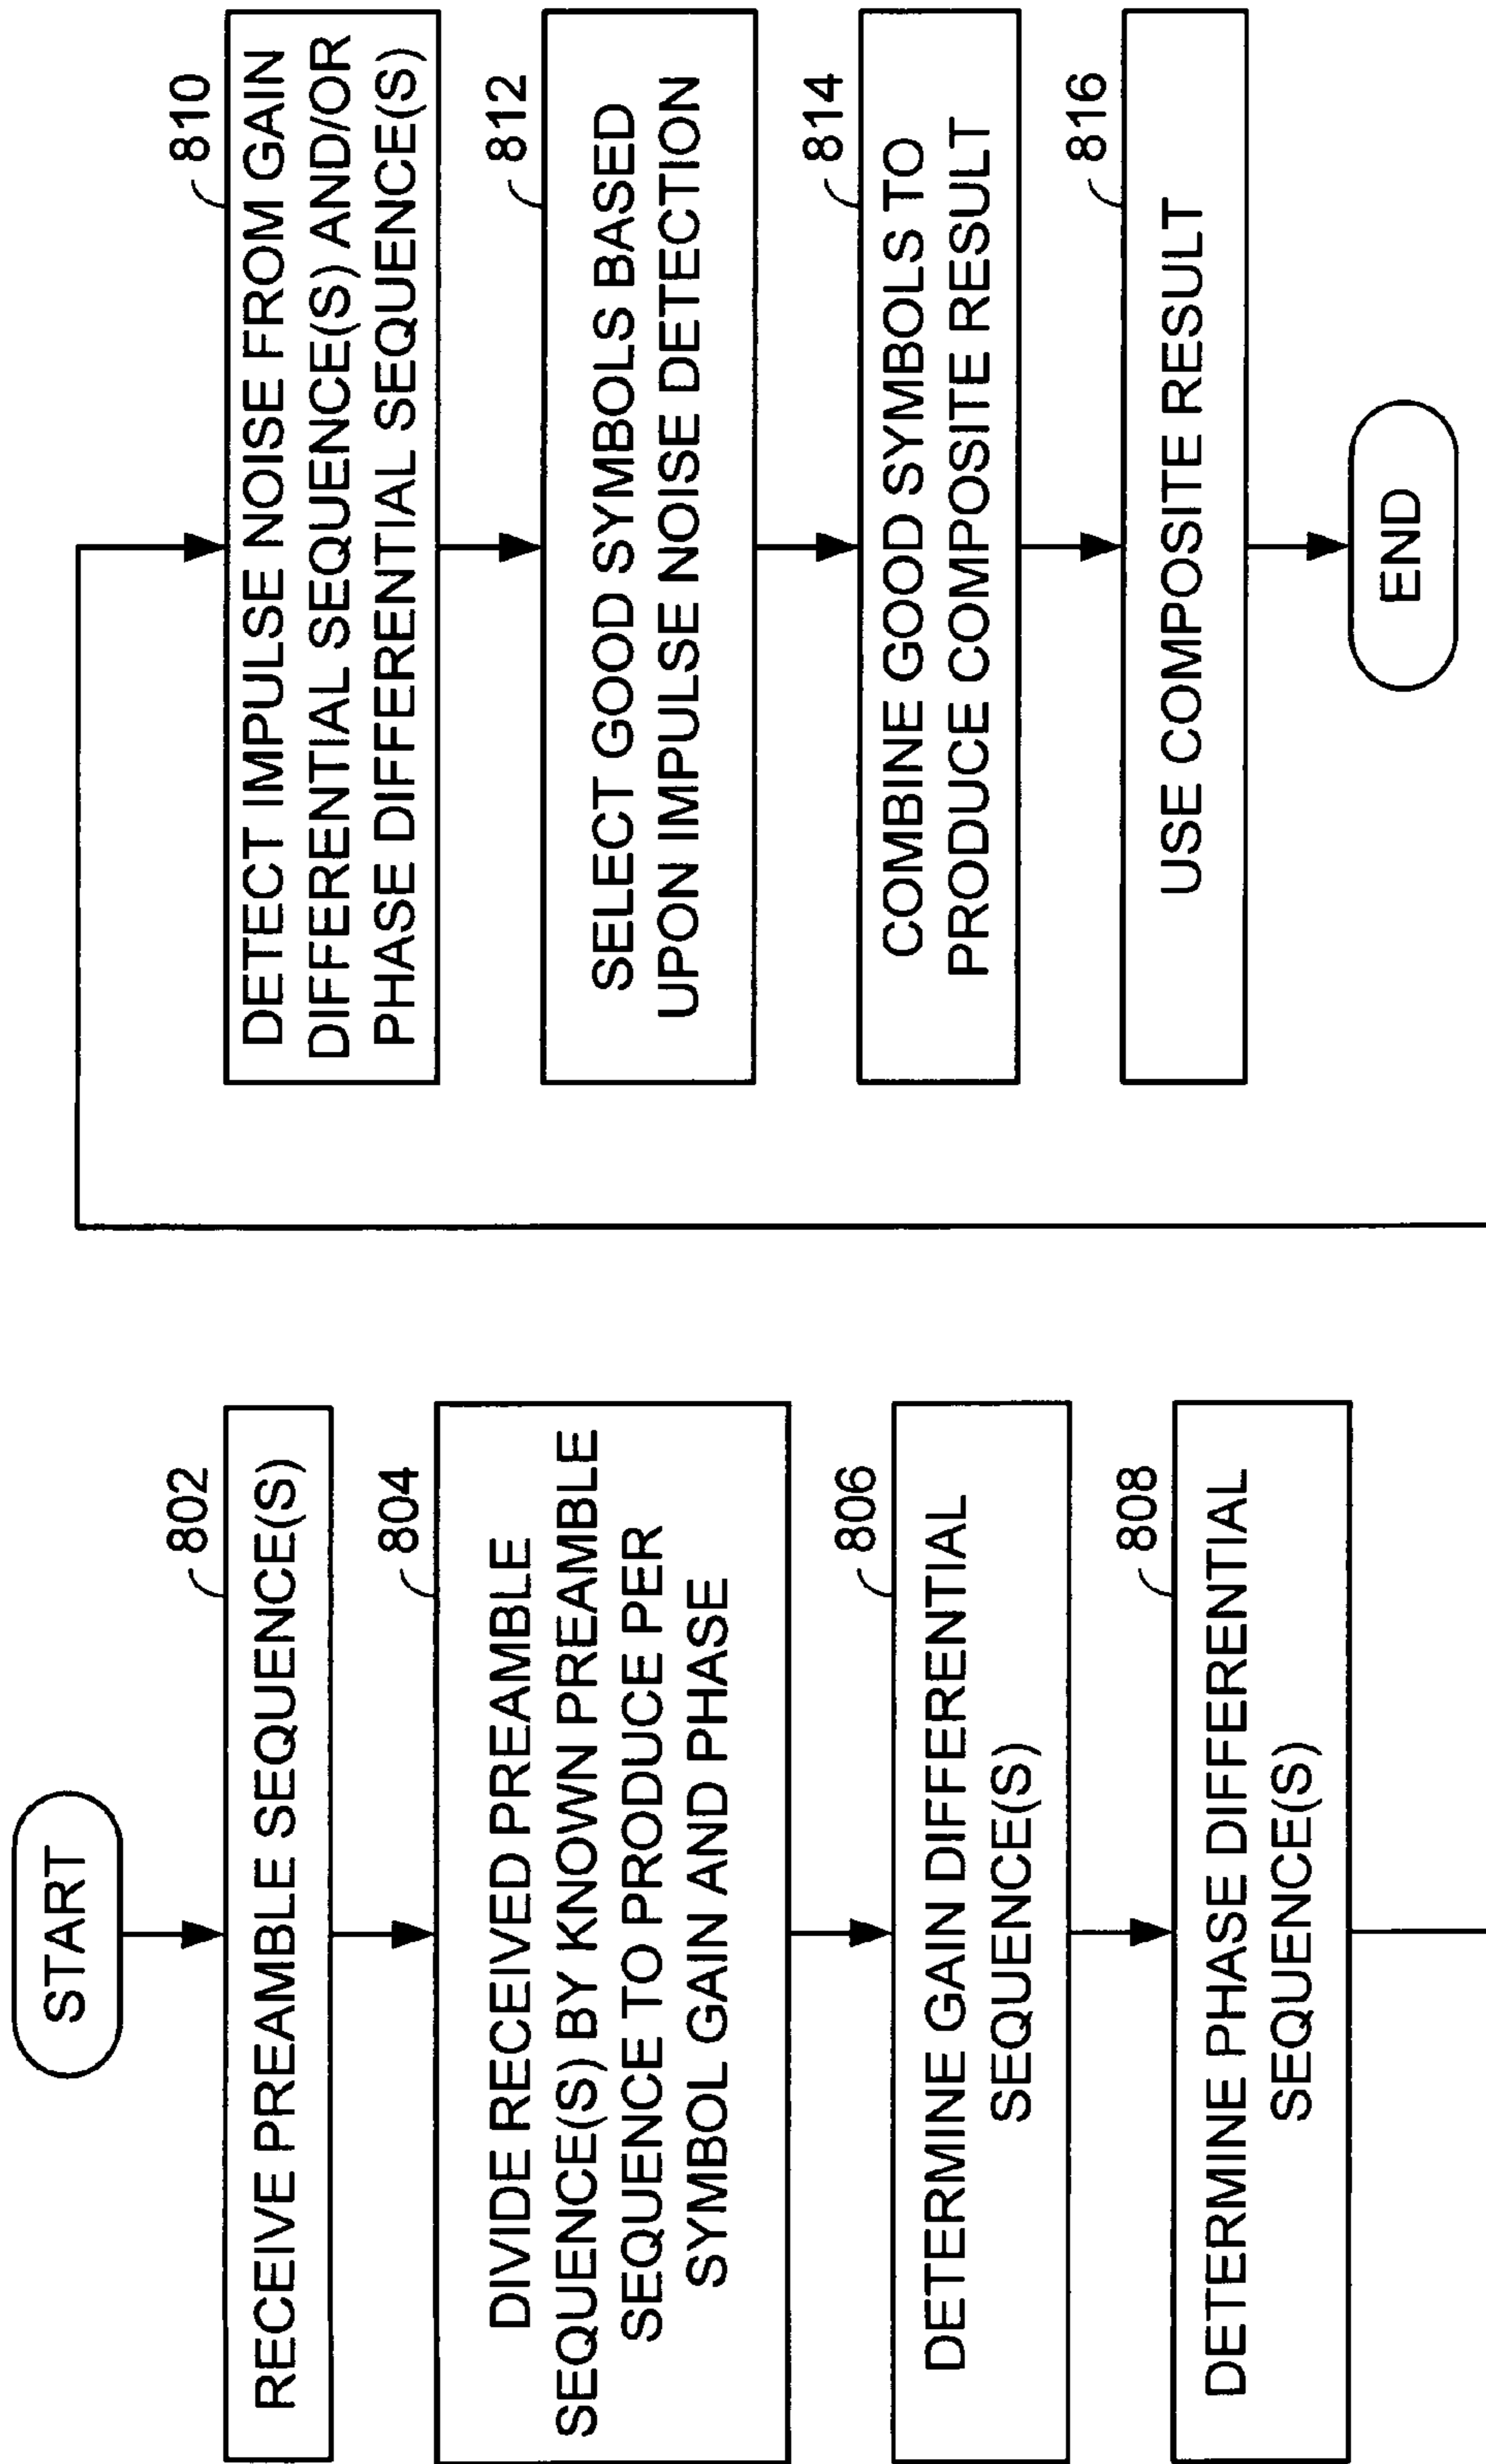 START
802
RECEIVE PREAMBLE SEQUENCE(S)
804
DIVIDE RECEIVED PREAMBLE
SEQUENCE(S) BY KNOWN PREAMBLE
SEQUENCE TO PRODUCE PER
SYMBOL GAIN AND PHASE
806
DETERMINE GAIN DIFFERENTIAL
SEQUENCE(S)
808
DETERMINE PHASE DIFFERENTIAL
SEQUENCE(S)
810
DETECT IMPULSE NOISE FROM GAIN
DIFFERENTIAL SEQUENCE(S) AND/OR
PHASE DIFFERENTIAL SEQUENCE(S)
812
SELECT GOOD SYMBOLS BASED
UPON IMPULSE NOISE DETECTION
814
COMBINE GOOD SYMBOLS TO
PRODUCE COMPOSITE RESULT
816
USE COMPOSITE RESULT
END